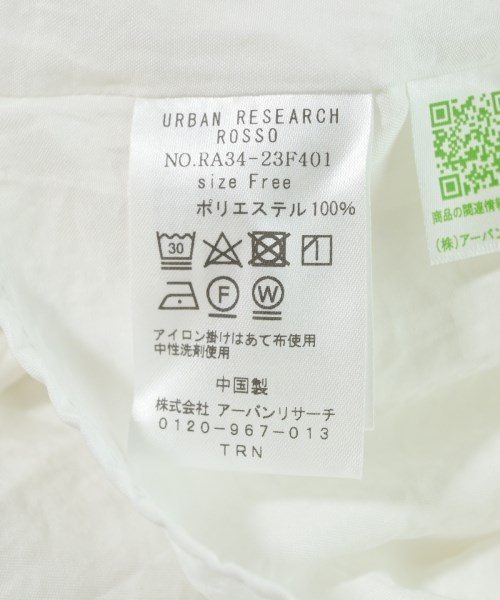 URBAN RESEARCH
ROSSO
NO.RA34-23F401
size Free
ポリエステル100%
30
F
W
アイロン掛けはあて布使用
中性洗剤使用
中国製
株式会社 アーバンリサーチ
0120-967-013
TRN
商品の関連情報
(株)アーバン